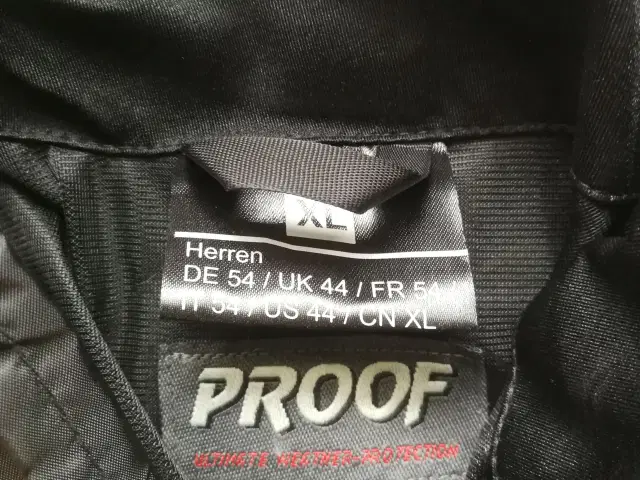 XL
Herren
DE 54 / UK 44 / FR 54
IT 54 / US 44 / CN XL
PROOF
ULTIMATE WEATHER-PROTECTION